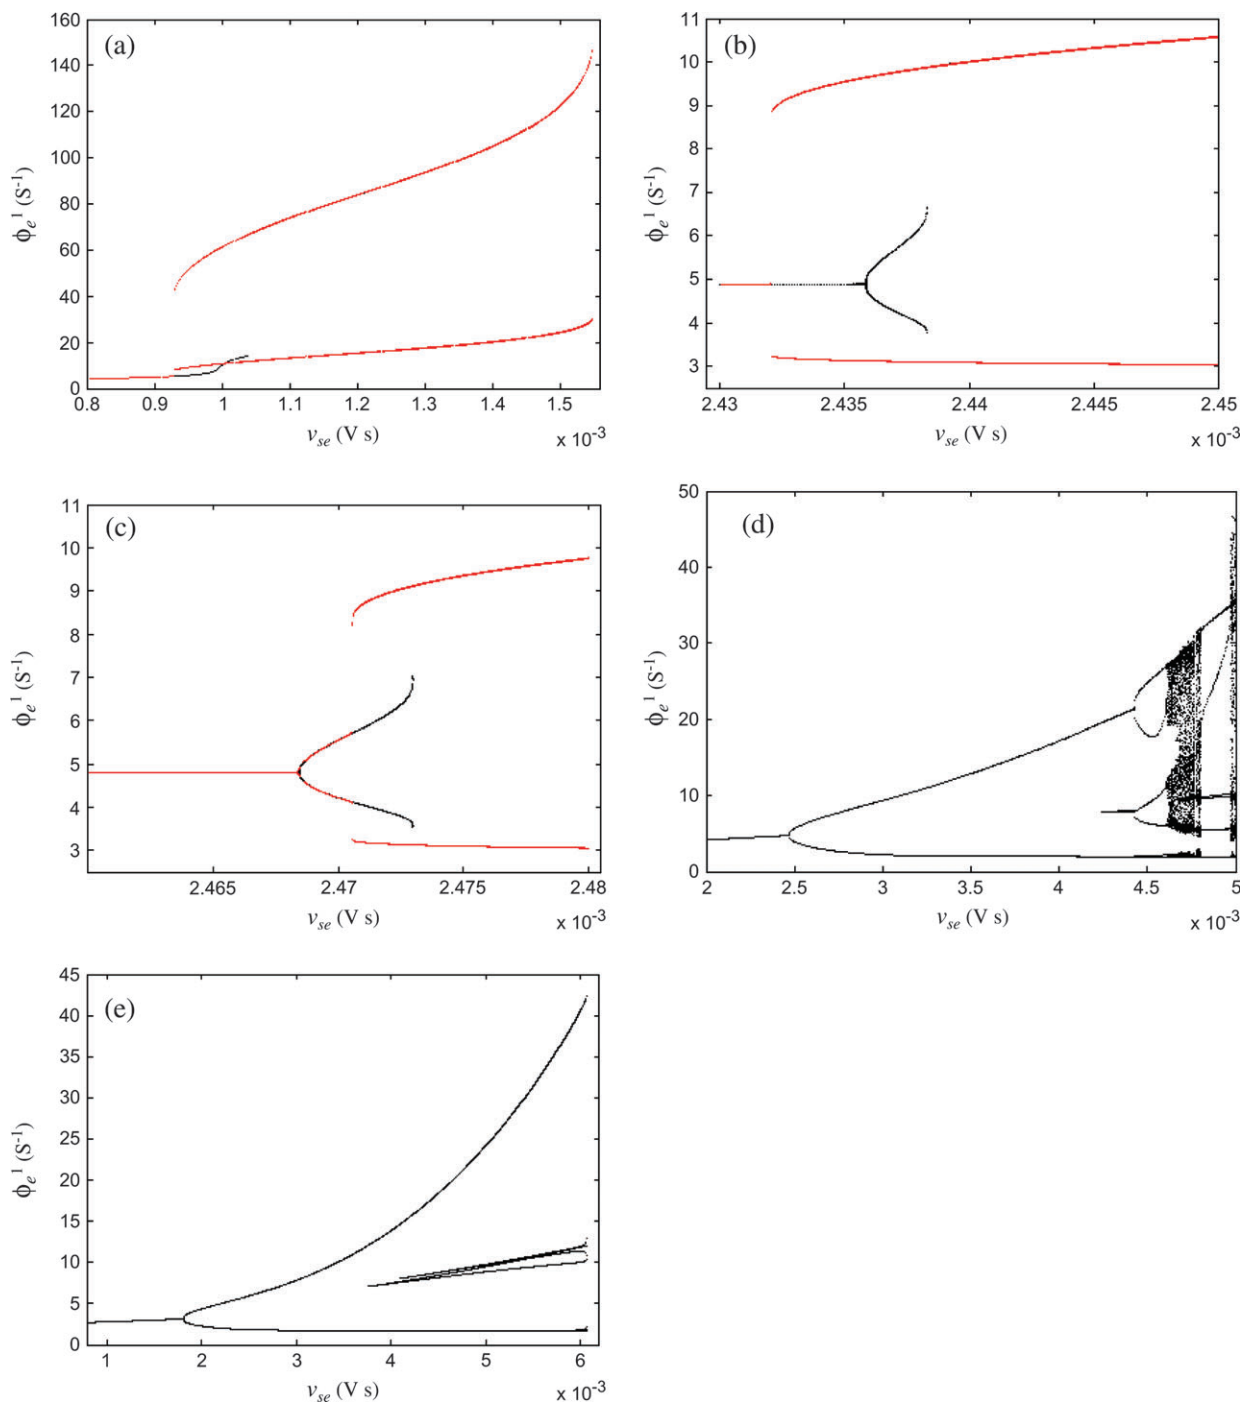 (a)
160
140
120
100
80
60
40
20
0
ϕe¹ (S⁻¹)
0.8 0.9 1 1.1 1.2 1.3 1.4 1.5
vse (V s)
x 10⁻³
(b)
11
10
9
8
7
6
5
4
3
ϕe¹ (S⁻¹)
2.43 2.435 2.44 2.445 2.45
vse (V s)
x 10⁻³
(c)
11
10
9
8
7
6
5
4
3
ϕe¹ (S⁻¹)
2.465 2.47 2.475 2.48
vse (V s)
x 10⁻³
(d)
50
40
30
20
10
0
ϕe¹ (S⁻¹)
2 2.5 3 3.5 4 4.5 5
vse (V s)
x 10⁻³
(e)
45
40
35
30
25
20
15
10
5
0
ϕe¹ (S⁻¹)
1 2 3 4 5 6
vse (V s)
x 10⁻³